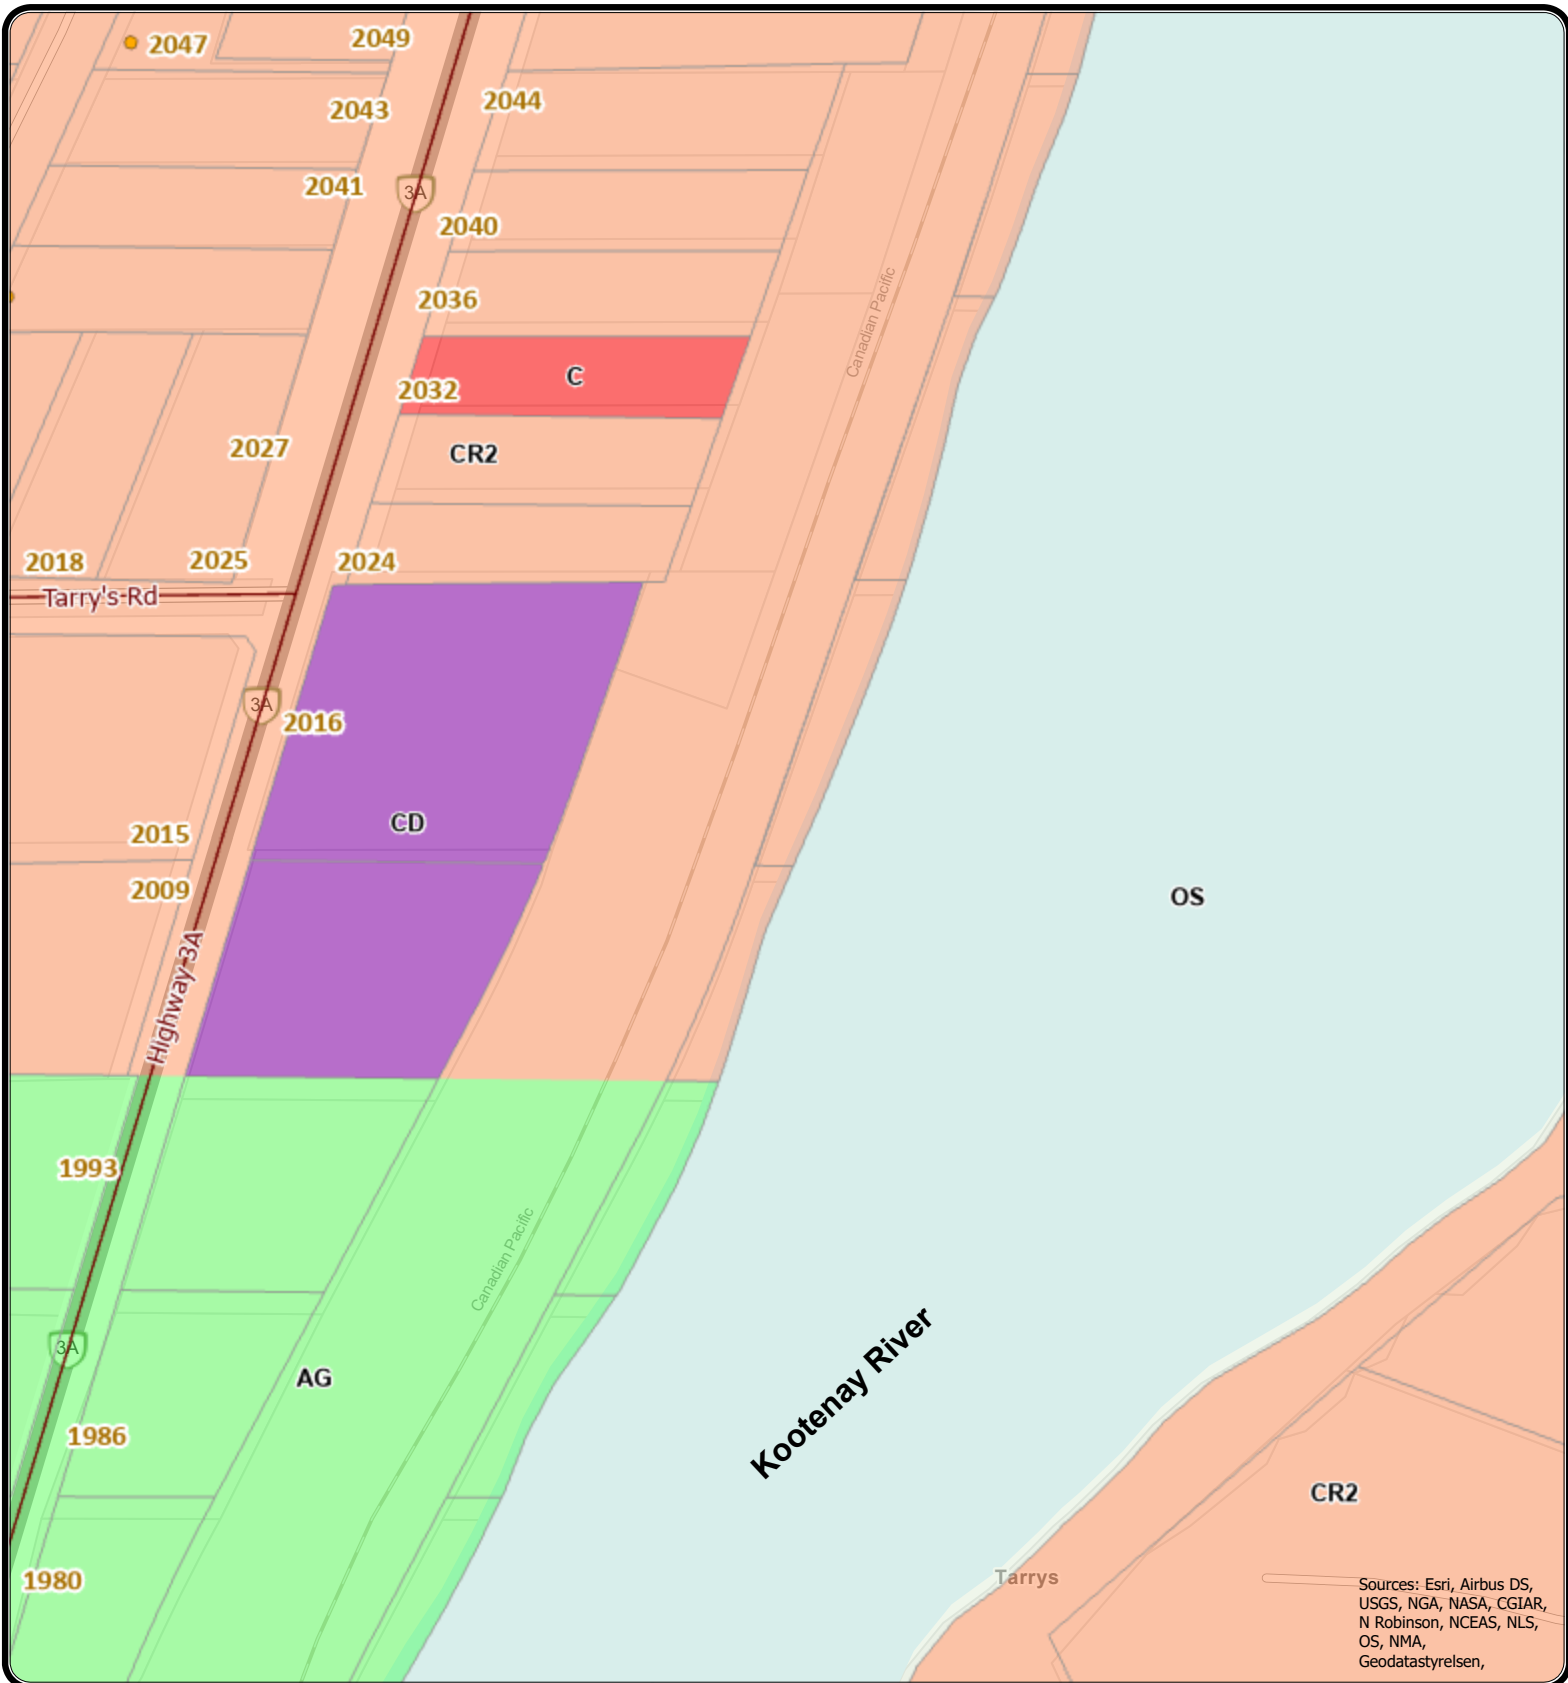 2047
2049
2043
2044
3A
2041
2040
2036
Canadian Pacific
C
2032
2027
CR2
2018
2025
2024
Tarry's Rd
3A
2016
CD
2015
2009
OS
Highway 3A
1993
Canadian Pacific
3A
AG
Kootenay River
1986
CR2
1980
Tarrys
Sources: Esri, Airbus DS,
USGS, NGA, NASA, CGIAR,
N Robinson, NCEAS, NLS,
OS, NMA,
Geodatastyrelsen,